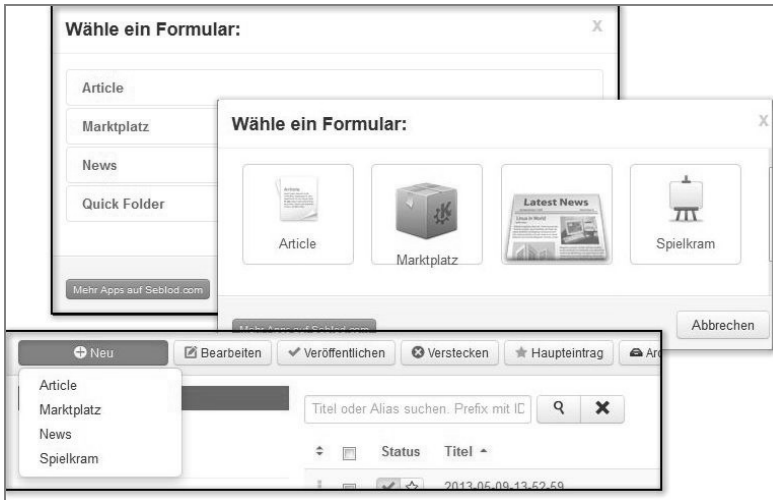 Wähle ein Formular:
x
Article
Marktplatz
News
Quick Folder
Mehr Apps auf Seblod.com
Wähle ein Formular:
x
Article
Marktplatz
Latest News
Spielkram
Abbrechen
Neu
Bearbeiten
Veröffentlichen
Verstecken
Haupteintrag
Article
Marktplatz
News
Spielkram
Titel oder Alias suchen. Prefix mit ID
Status Titel
2013-05-09-13-52-59